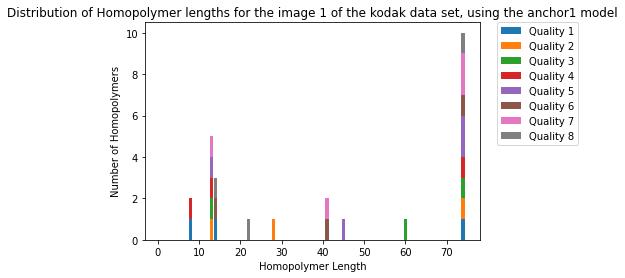 Distribution of Homopolymer lengths for the image 1 of the kodak data set, using the anchor1 model
Number of Homopolymers
10
8
6
4
2
0
0 10 20 30 40 50 60 70
Homopolymer Length
Quality 1
Quality 2
Quality 3
Quality 4
Quality 5
Quality 6
Quality 7
Quality 8